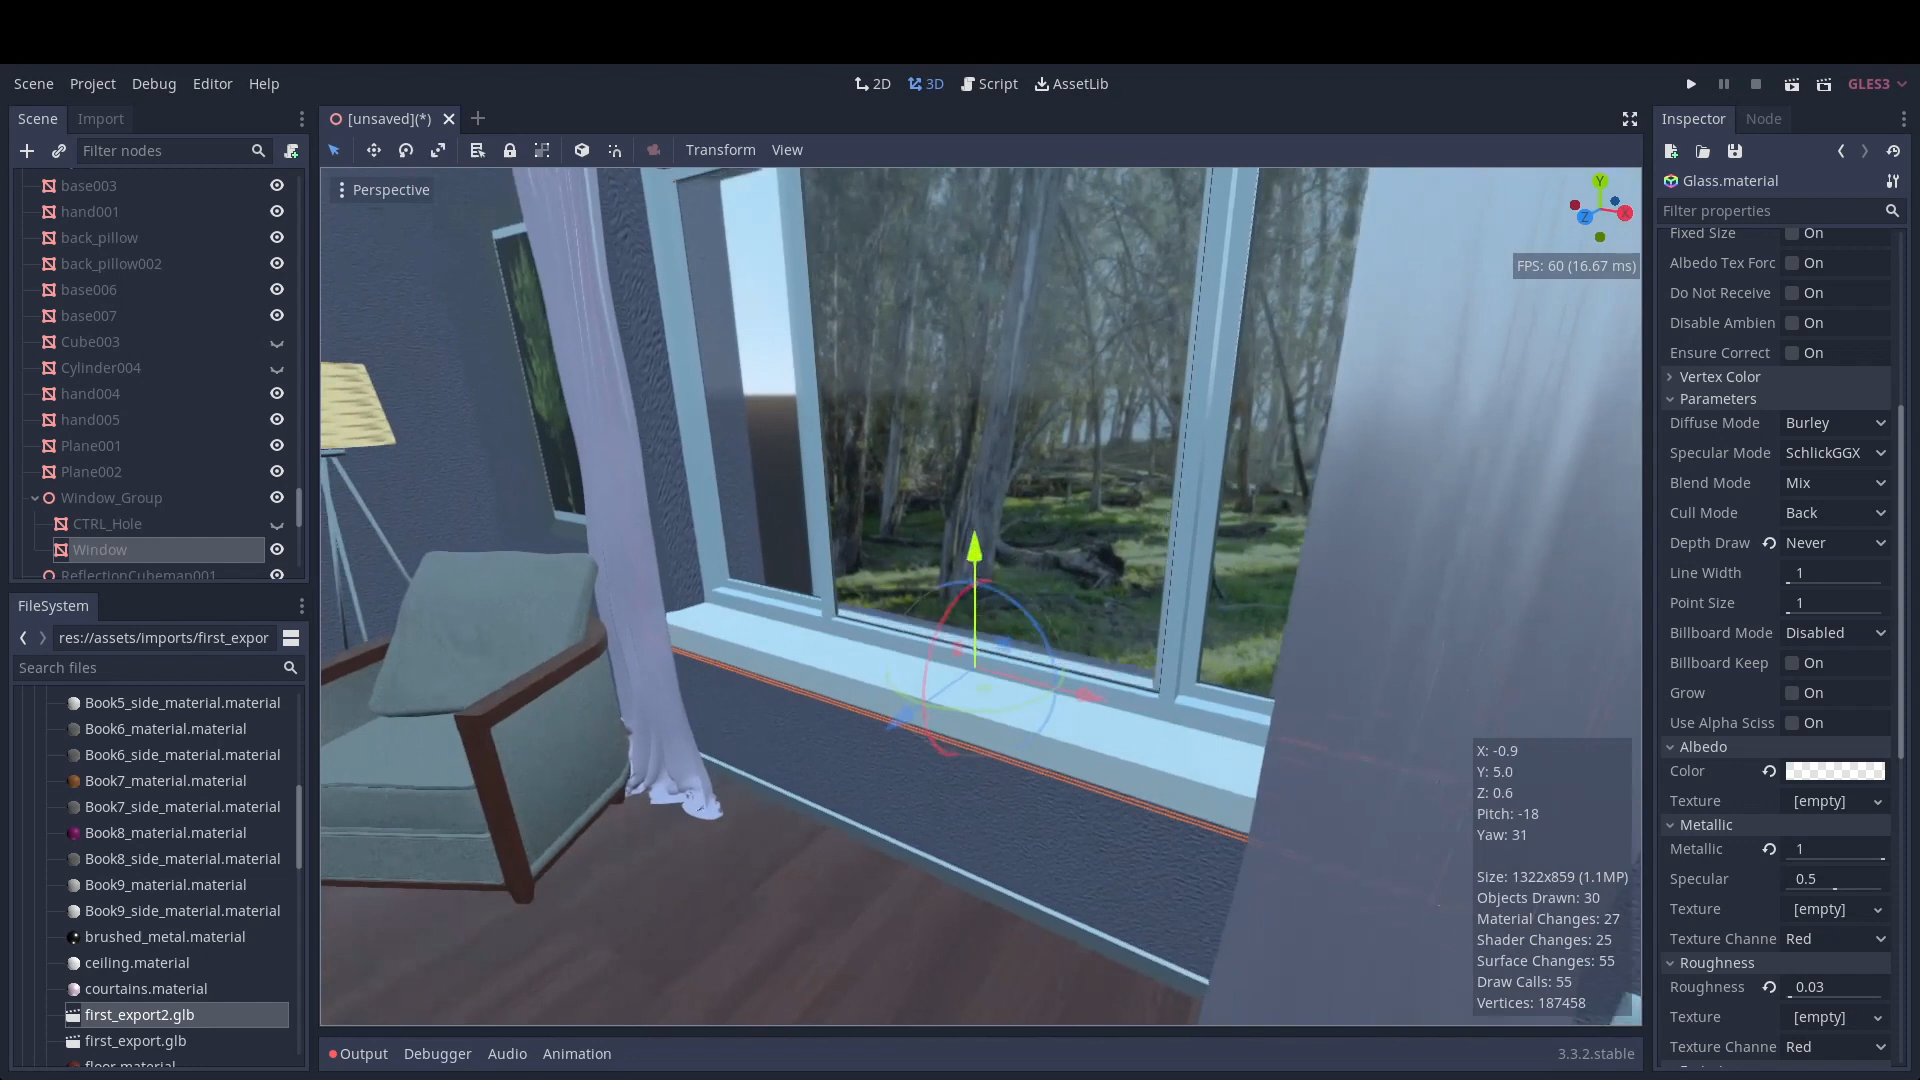 Scene Project Debug Editor Help
2D 3D Script AssetLib
GLES3
Scene Import
Filter nodes
base003
hand001
back_pillow
back_pillow002
base006
base007
Cube003
Cylinder004
hand004
hand005
Plane001
Plane002
Window_Group
CTRL_Hole
Window
ReflectionCubemap001
FileSystem
res://assets/imports/first_expor
Search files
Book5_side_material.material
Book6_material.material
Book6_side_material.material
Book7_material.material
Book7_side_material.material
Book8_material.material
Book8_side_material.material
Book9_material.material
Book9_side_material.material
brushed_metal.material
ceiling.material
courtains.material
first_export2.glb
first_export.glb
floor.material
[unsaved](*)
Transform View
Perspective
Y
X
Z
FPS: 60 (16.67 ms)
X: -0.9
Y: 5.0
Z: 0.6
Pitch: -18
Yaw: 31
Size: 1322x859 (1.1MP)
Objects Drawn: 30
Material Changes: 27
Shader Changes: 25
Surface Changes: 55
Draw Calls: 55
Vertices: 187458
Output Debugger Audio Animation
3.3.2.stable
Inspector Node
Glass.material
Filter properties
Fixed Size On
Albedo Tex Forc On
Do Not Receive On
Disable Ambien On
Ensure Correct On
Vertex Color
Parameters
Diffuse Mode Burley
Specular Mode SchlickGGX
Blend Mode Mix
Cull Mode Back
Depth Draw Never
Line Width 1
Point Size 1
Billboard Mode Disabled
Billboard Keep On
Grow On
Use Alpha Sciss On
Albedo
Color
Texture [empty]
Metallic
Metallic 1
Specular 0.5
Texture [empty]
Texture Channe Red
Roughness
Roughness 0.03
Texture [empty]
Texture Channe Red